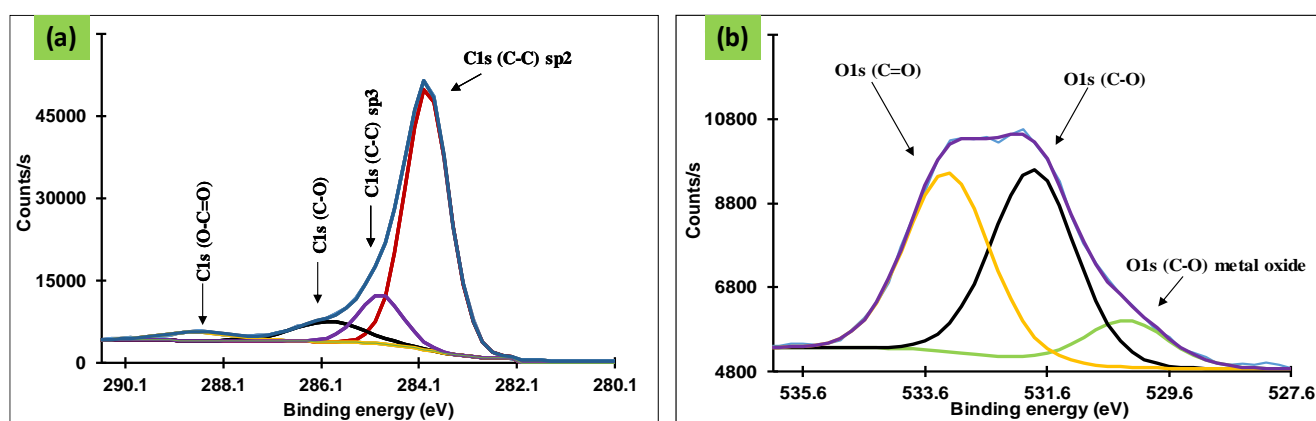 (a)
C1s (C-C) sp2
C1s (C-C) sp3
C1s (C-O)
C1s (O-C=O)
Counts/s
45000
30000
15000
0
290.1 288.1 286.1 284.1 282.1 280.1
Binding energy (eV)
(b)
O1s (C=O)
O1s (C-O)
O1s (C-O) metal oxide
Counts/s
10800
8800
6800
4800
535.6 533.6 531.6 529.6 527.6
Binding energy (eV)